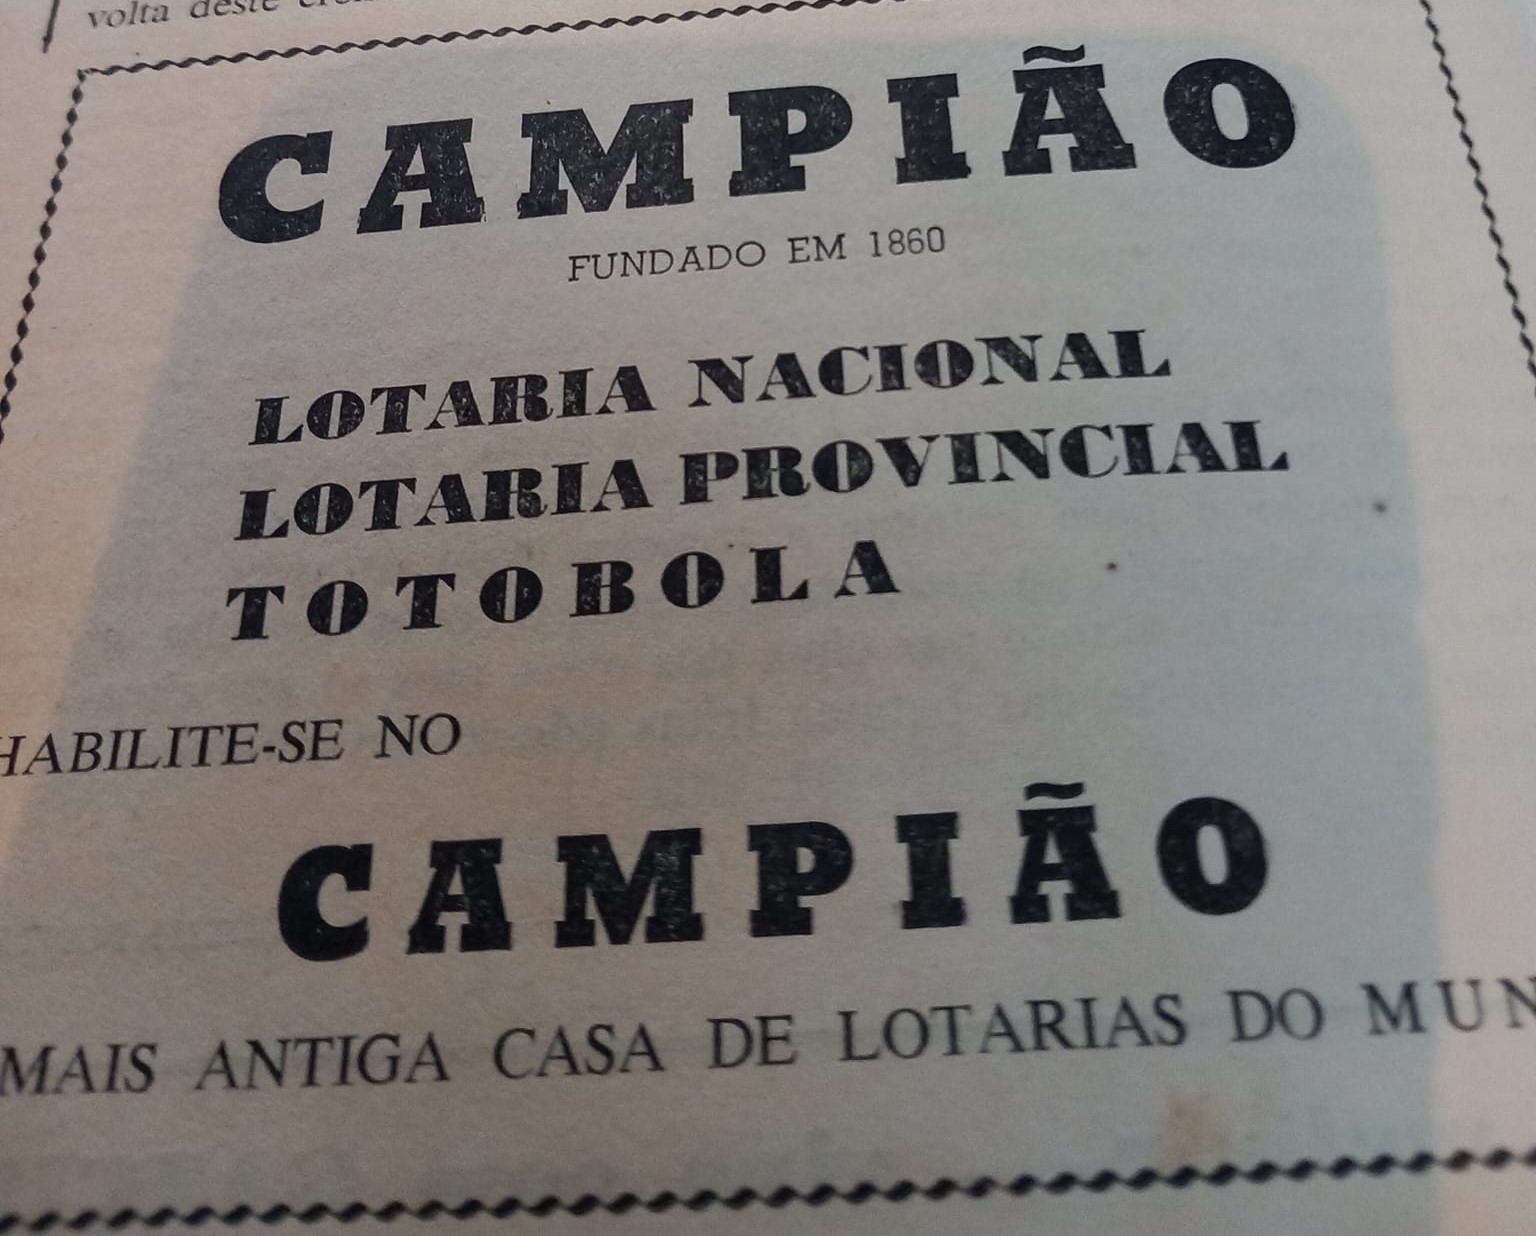 volta deste
CAMPIÃO
FUNDADO EM 1860
LOTARIA NACIONAL
LOTARIA PROVINCIAL
TOTOBOLA
HABILITE-SE NO
CAMPIÃO
MAIS ANTIGA CASA DE LOTARIAS DO MUN